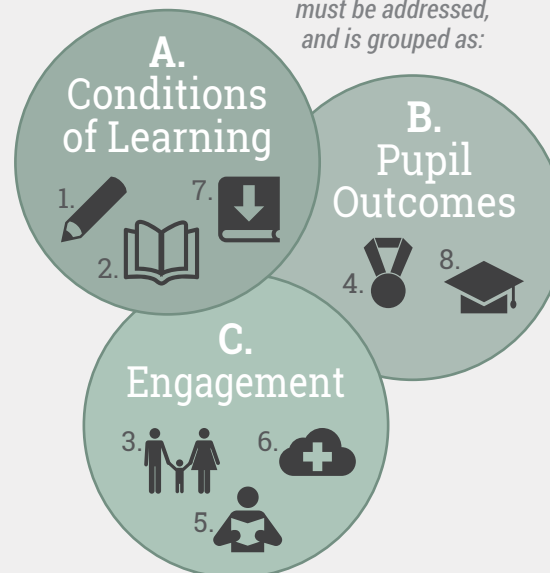 must be addressed,
and is grouped as:
A.
Conditions
of Learning
1.
7.
2.
B.
Pupil
Outcomes
4.
8.
C.
Engagement
3.
6.
5.